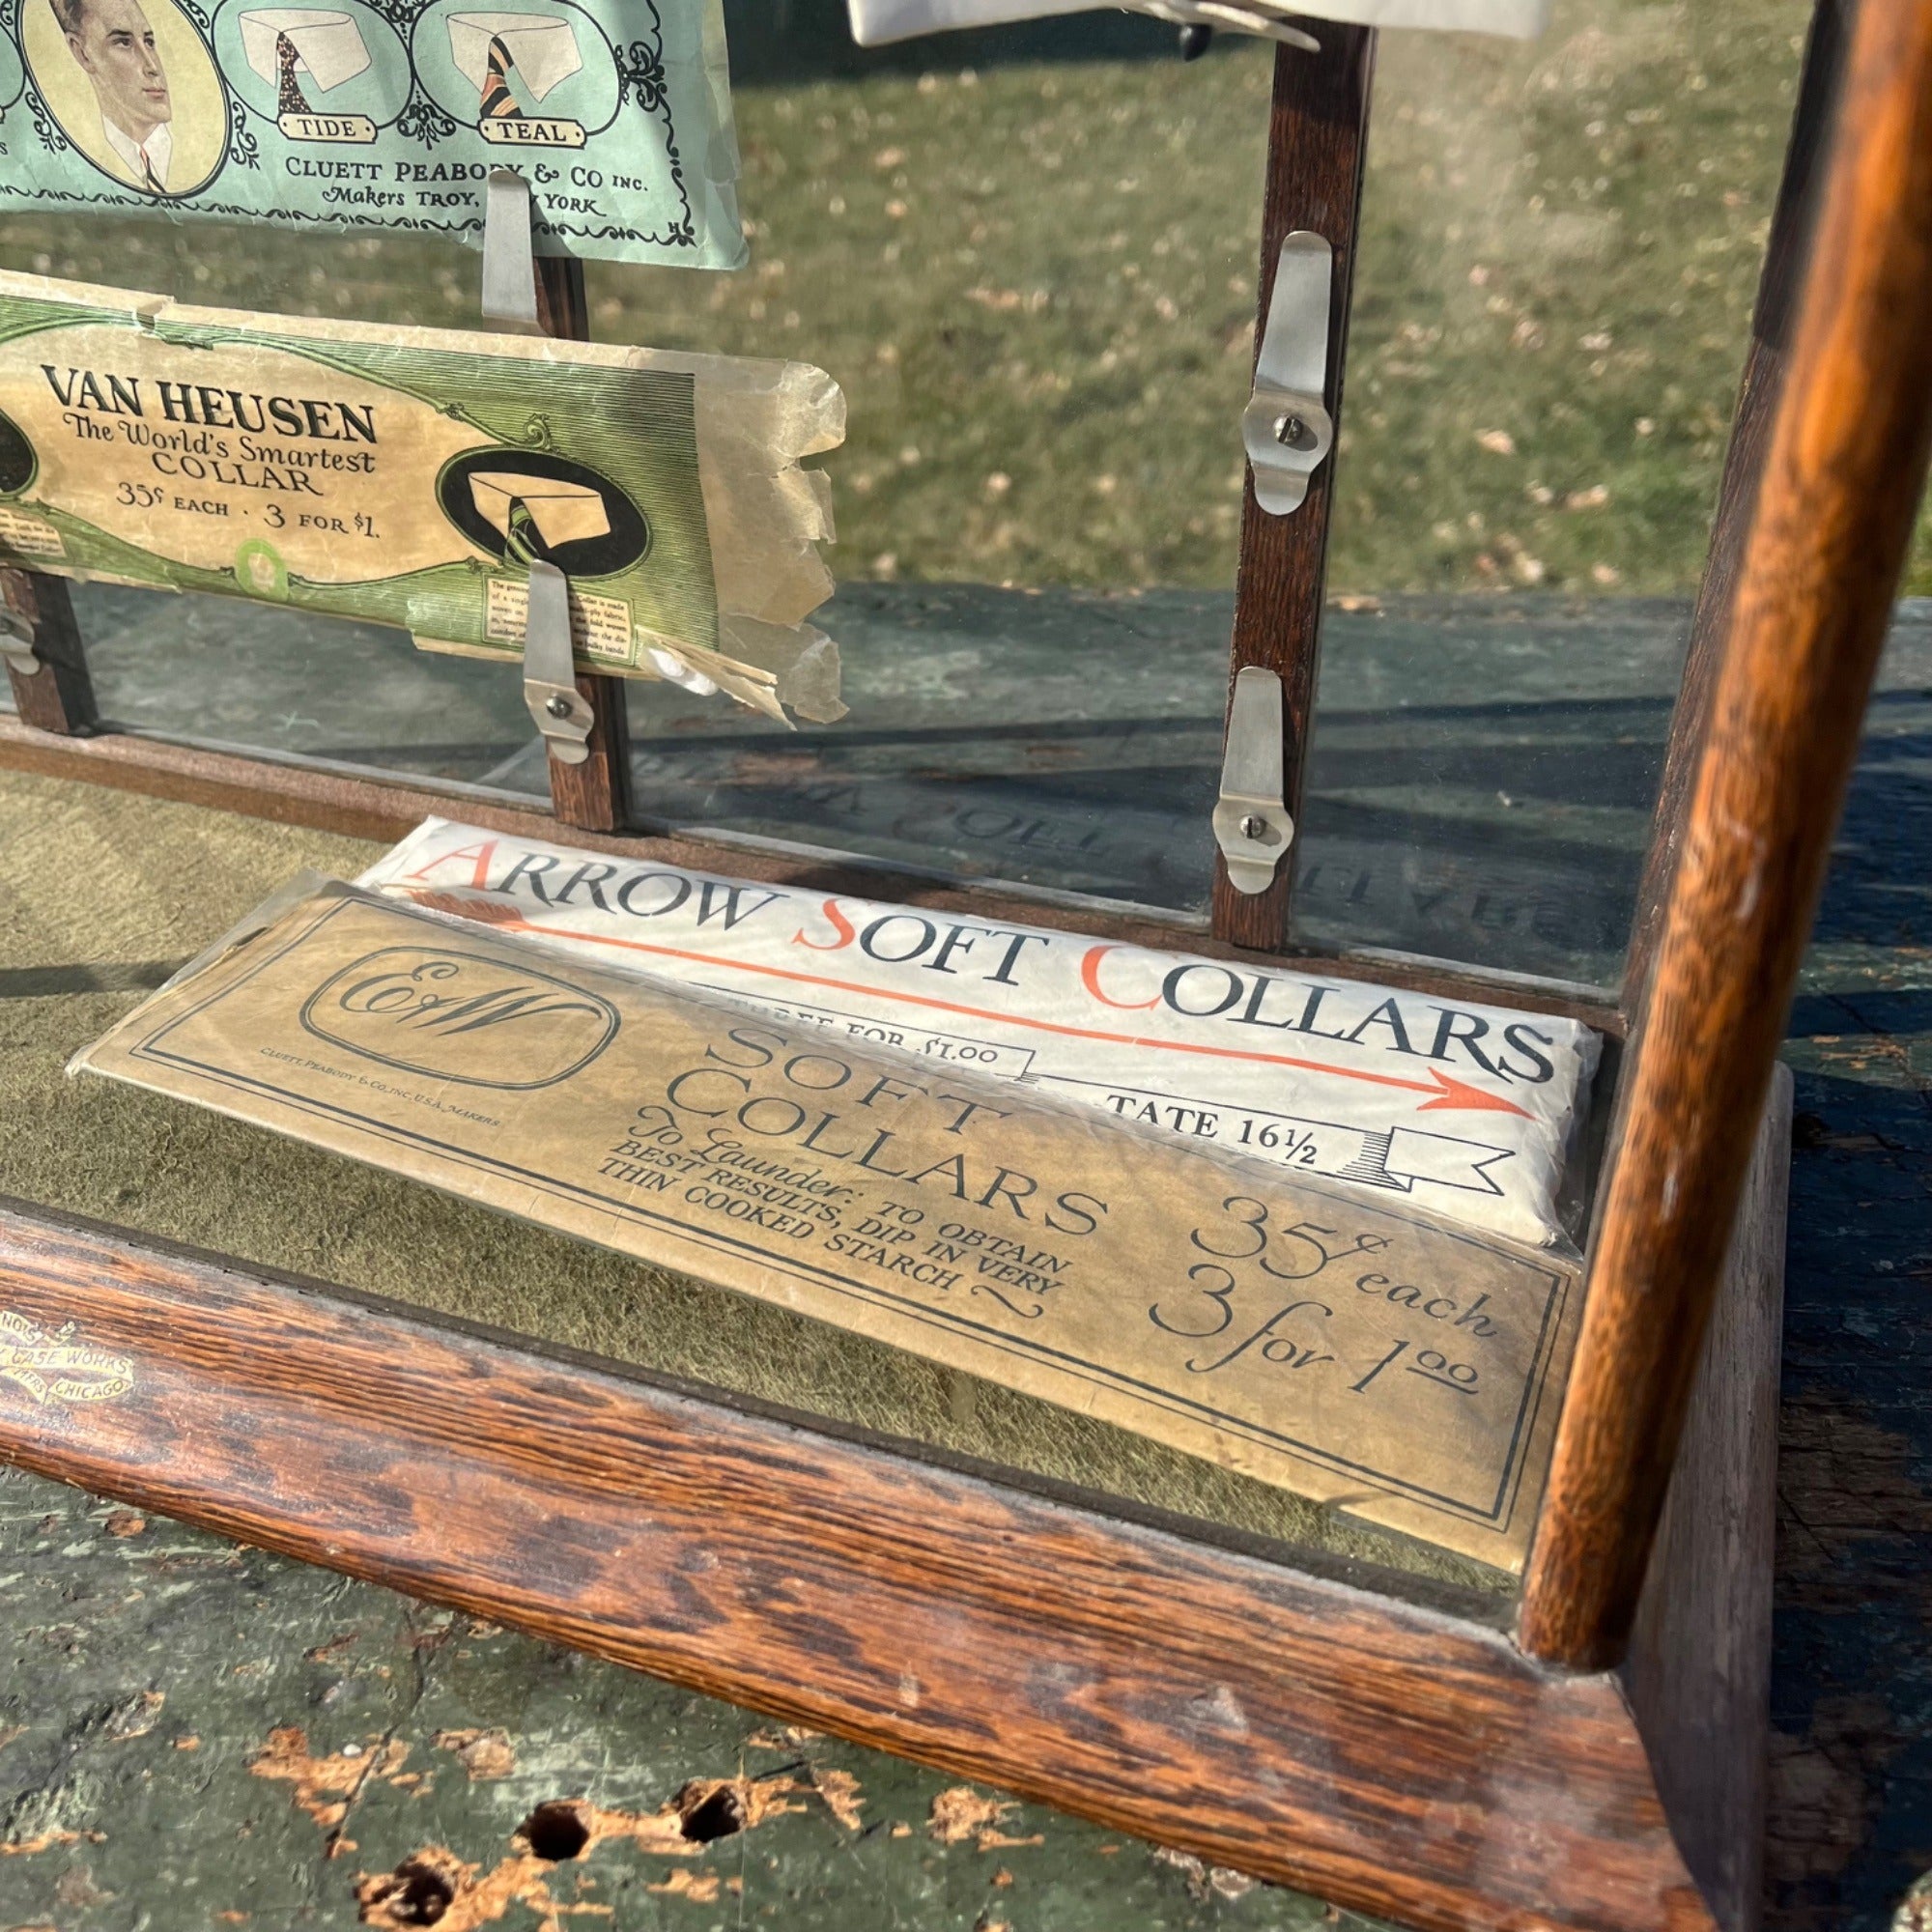 TIDE
TEAL
CLUETT PEABODY & CO INC.
Makers TROY, YORK
VAN HEUSEN
The World's Smartest
COLLAR
35¢ EACH · 3 FOR $1.
ARROW SOFT COLLARS
THREE FOR $1.00
TATE 16½
E&W
CLUETT, PEABODY & CO., INC. U.S.A., MAKERS
SOFT
COLLARS
To Launder: TO OBTAIN
BEST RESULTS, DIP IN VERY
THIN COOKED STARCH
35¢ each
3 for 1.00
CASE WORKS
CHICAGO